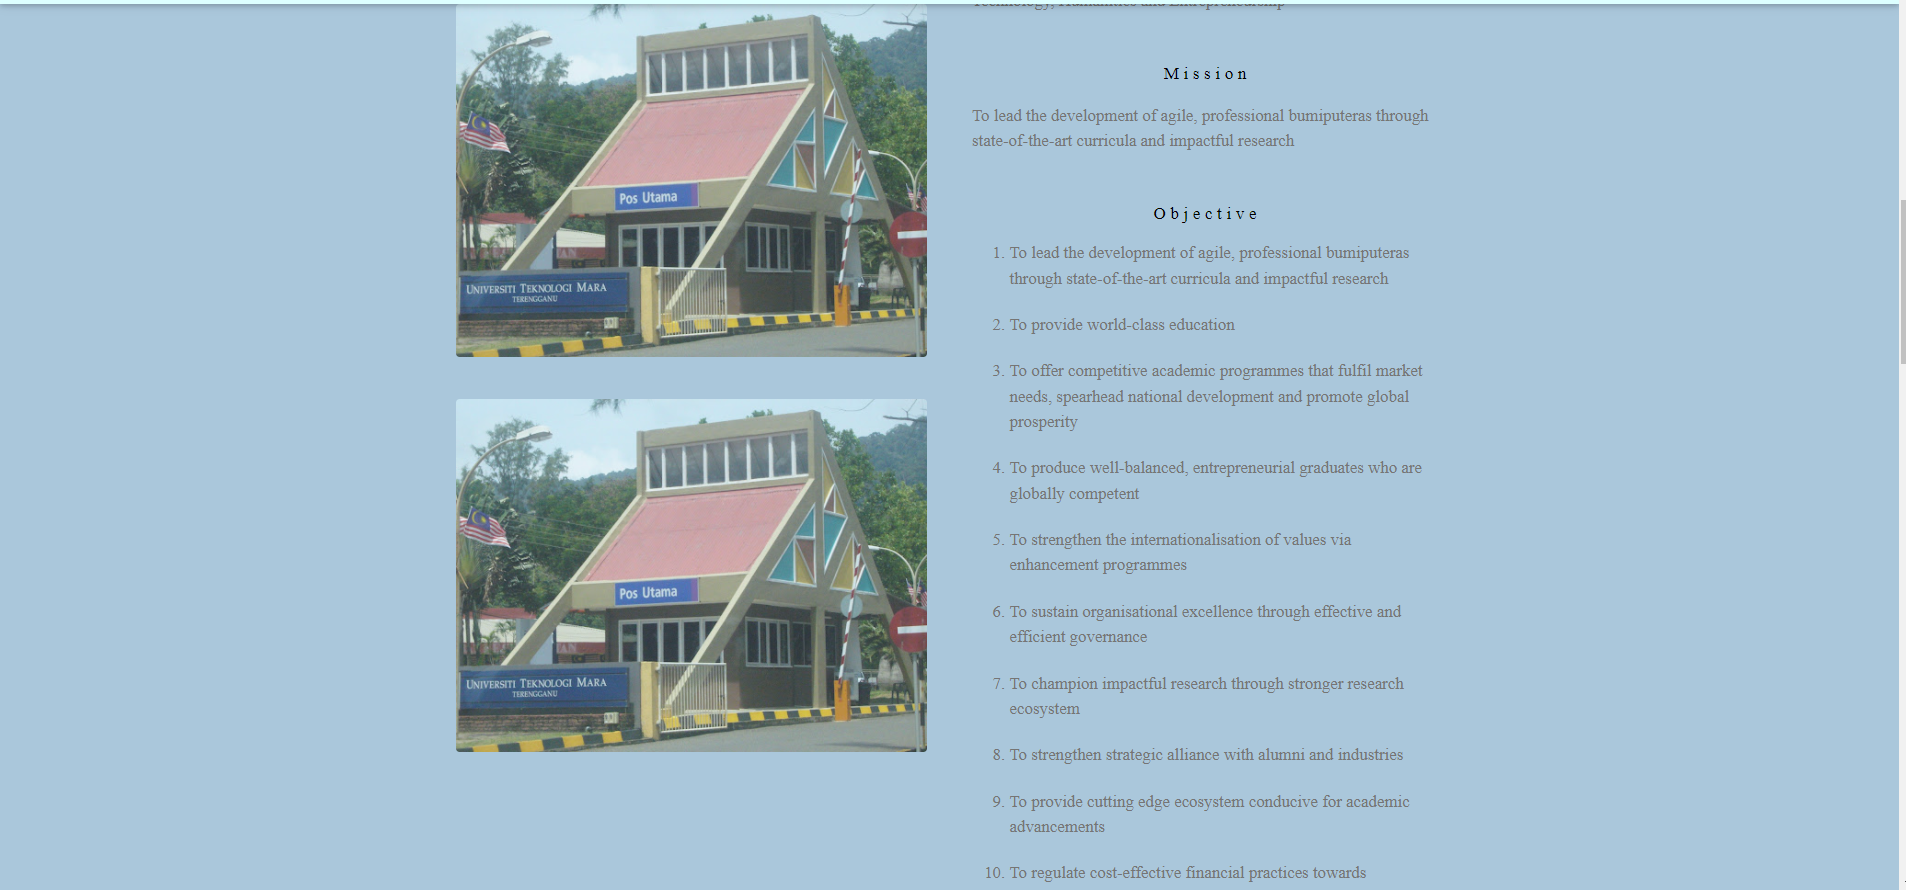 Technology, Humanities and Entrepreneurship
Mission
To lead the development of agile, professional bumiputeras through
state-of-the-art curricula and impactful research
Objective
1. To lead the development of agile, professional bumiputeras
through state-of-the-art curricula and impactful research
2. To provide world-class education
3. To offer competitive academic programmes that fulfil market
needs, spearhead national development and promote global
prosperity
4. To produce well-balanced, entrepreneurial graduates who are
globally competent
5. To strengthen the internationalisation of values via
enhancement programmes
6. To sustain organisational excellence through effective and
efficient governance
7. To champion impactful research through stronger research
ecosystem
8. To strengthen strategic alliance with alumni and industries
9. To provide cutting edge ecosystem conducive for academic
advancements
10. To regulate cost-effective financial practices towards
Pos Utama
UNIVERSITI TEKNOLOGI MARA
TERENGGANU
Pos Utama
UNIVERSITI TEKNOLOGI MARA
TERENGGANU